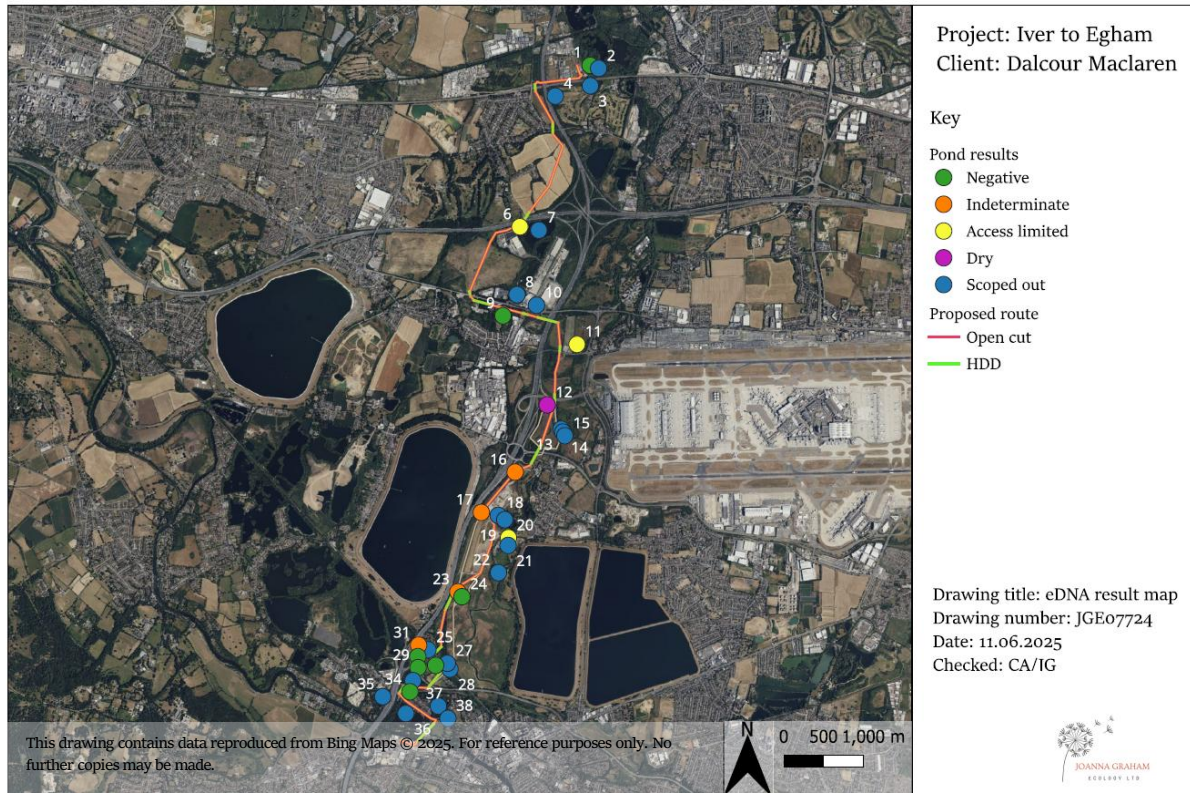 1
2
3
4
6
7
8
10
9
11
12
15
14
13
16
17
18
20
19
21
22
23
24
31
25
29
27
34
28
35
37
38
36
This drawing contains data reproduced from Bing Maps © 2025. For reference purposes only. No
further copies may be made.
N
0 500 1,000 m
Project: Iver to Egham
Client: Dalcour Maclaren
Key
Pond results
Negative
Indeterminate
Access limited
Dry
Scoped out
Proposed route
Open cut
HDD
Drawing title: eDNA result map
Drawing number: JGE07724
Date: 11.06.2025
Checked: CA/IG
JOANNA GRAHAM
ECOLOGY LTD